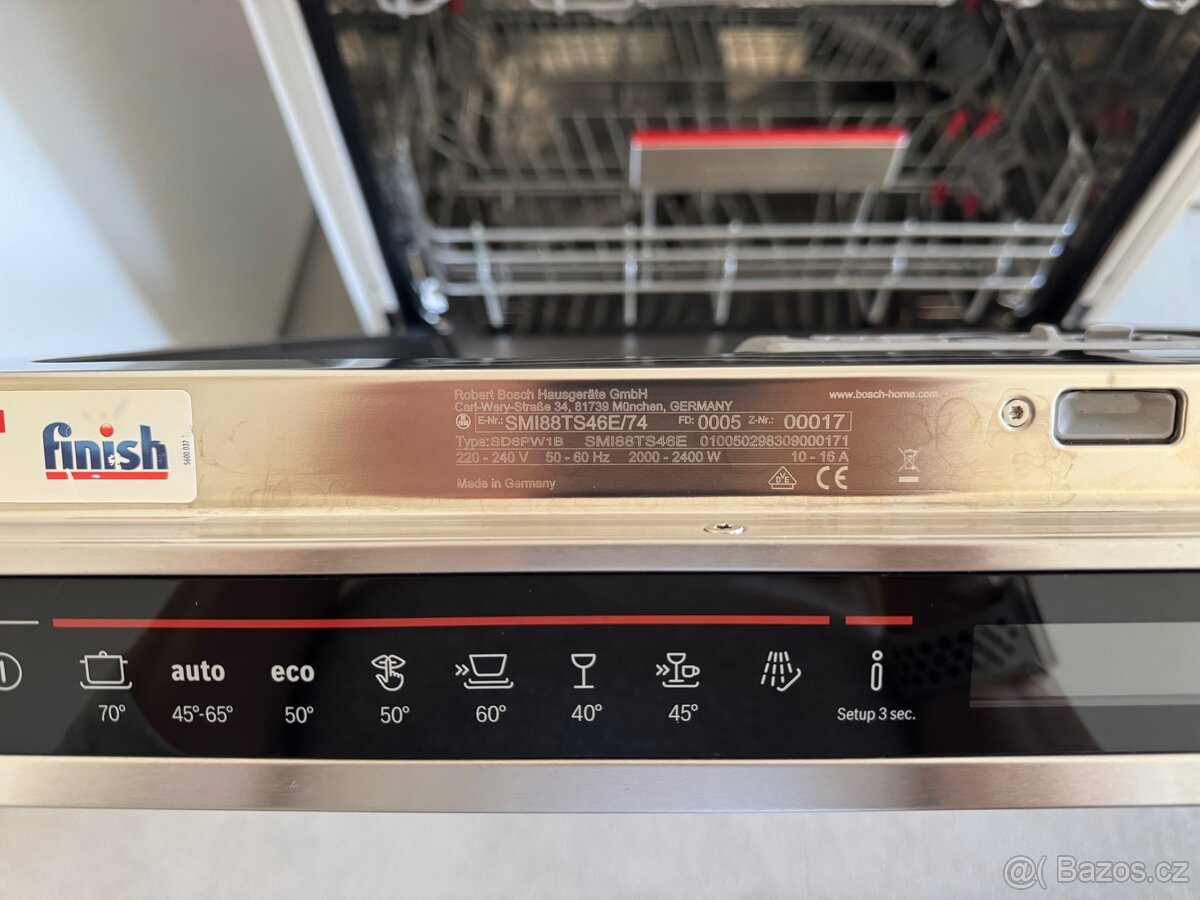 Robert Bosch Hausgeräte GmbH
Carl-Wery-Straße 34, 81739 München, GERMANY
www.bosch-home.com
E-Nr.: SMI88TS46E/74 FD: 0005 Z-Nr.: 00017
Type:SD6PW1B SMI88TS46E 010050298309000171
220 - 240 V 50 - 60 Hz 2000 - 2400 W 10 - 16 A
Made in Germany
DVE CE
finish
auto eco i
70° 45°-65° 50° 50° 60° 40° 45° Setup 3 sec.
@( Bazos.cz